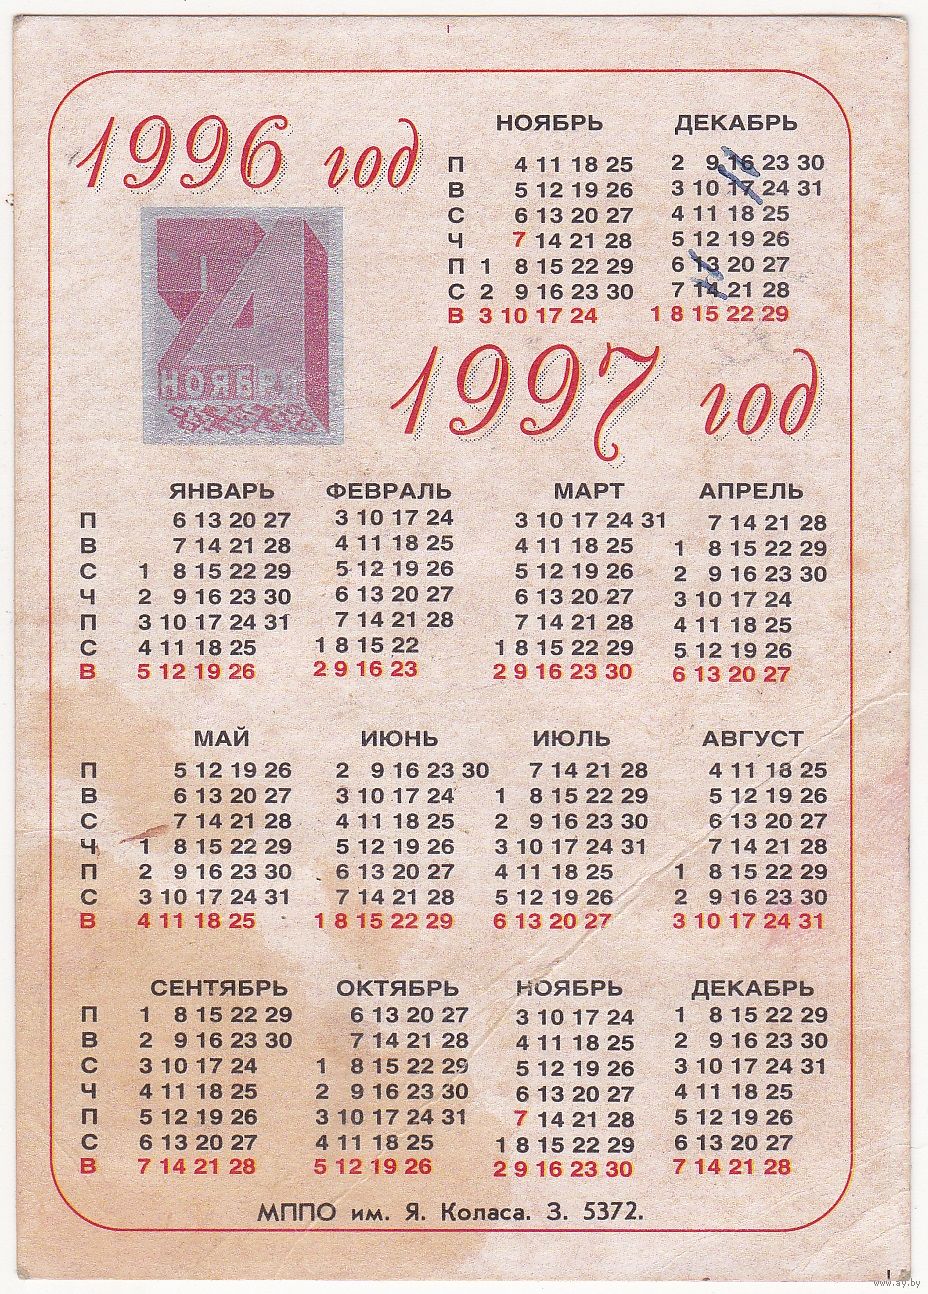 1996 год
НОЯБРЬ ДЕКАБРЬ
П 4 11 18 25 2 9 16 23 30
В 5 12 19 26 3 10 17 24 31
С 6 13 20 27 4 11 18 25
Ч 7 14 21 28 5 12 19 26
П 1 8 15 22 29 6 13 20 27
С 2 9 16 23 30 7 14 21 28
В 3 10 17 24 1 8 15 22 29
24
НОЯБРЯ
1997 год
ЯНВАРЬ ФЕВРАЛЬ МАРТ АПРЕЛЬ
П 6 13 20 27 3 10 17 24 3 10 17 24 31 7 14 21 28
В 7 14 21 28 4 11 18 25 4 11 18 25 1 8 15 22 29
С 1 8 15 22 29 5 12 19 26 5 12 19 26 2 9 16 23 30
Ч 2 9 16 23 30 6 13 20 27 6 13 20 27 3 10 17 24
П 3 10 17 24 31 7 14 21 28 7 14 21 28 4 11 18 25
С 4 11 18 25 1 8 15 22 1 8 15 22 29 5 12 19 26
В 5 12 19 26 2 9 16 23 2 9 16 23 30 6 13 20 27
МАЙ ИЮНЬ ИЮЛЬ АВГУСТ
П 5 12 19 26 2 9 16 23 30 7 14 21 28 4 11 18 25
В 6 13 20 27 3 10 17 24 1 8 15 22 29 5 12 19 26
С 7 14 21 28 4 11 18 25 2 9 16 23 30 6 13 20 27
Ч 1 8 15 22 29 5 12 19 26 3 10 17 24 31 7 14 21 28
П 2 9 16 23 30 6 13 20 27 4 11 18 25 1 8 15 22 29
С 3 10 17 24 31 7 14 21 28 5 12 19 26 2 9 16 23 30
В 4 11 18 25 1 8 15 22 29 6 13 20 27 3 10 17 24 31
СЕНТЯБРЬ ОКТЯБРЬ НОЯБРЬ ДЕКАБРЬ
П 1 8 15 22 29 6 13 20 27 3 10 17 24 1 8 15 22 29
В 2 9 16 23 30 7 14 21 28 4 11 18 25 2 9 16 23 30
С 3 10 17 24 1 8 15 22 29 5 12 19 26 3 10 17 24 31
Ч 4 11 18 25 2 9 16 23 30 6 13 20 27 4 11 18 25
П 5 12 19 26 3 10 17 24 31 7 14 21 28 5 12 19 26
С 6 13 20 27 4 11 18 25 1 8 15 22 29 6 13 20 27
В 7 14 21 28 5 12 19 26 2 9 16 23 30 7 14 21 28
МППО им. Я. Коласа. З. 5372.
www.ay.by